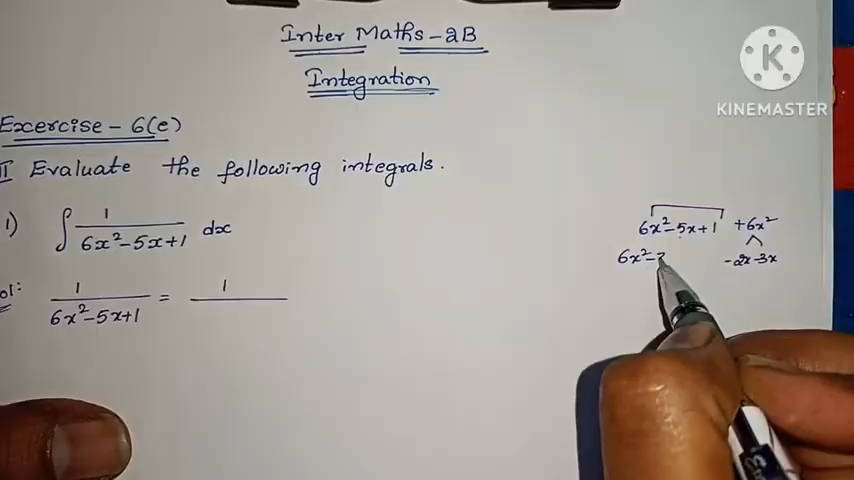 Inter Maths-2B
Integration
KINEMASTER
Exercise-6(e)
II Evaluate the following integrals.
1) ∫ 1/(6x²-5x+1) dx
6x²-5x+1 +6x²
6x²- -2x-3x
Sol: 1/(6x²-5x+1) = 1/